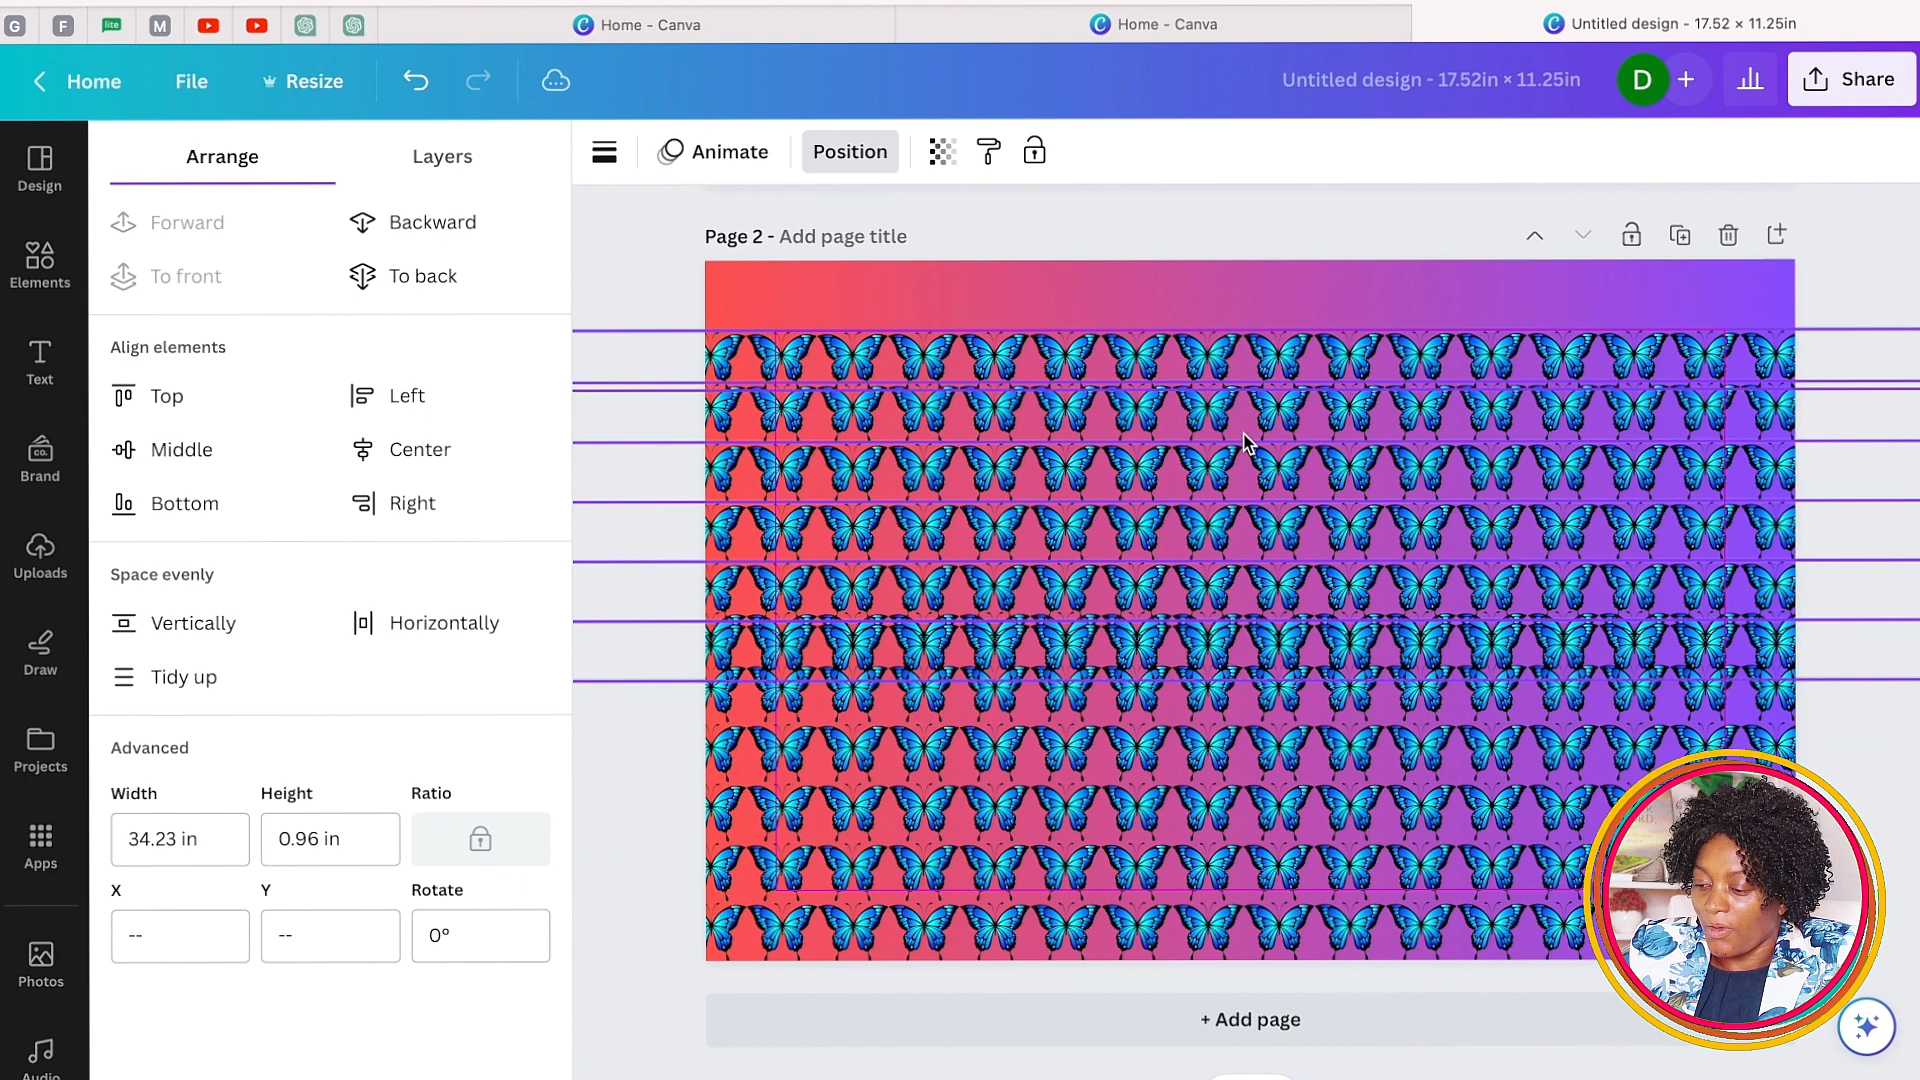 G
F
lite
M
Home - Canva
Home - Canva
Untitled design - 17.52 × 11.25in
Home
File
Resize
Untitled design - 17.52in × 11.25in
D
+
Share
Design
Elements
Text
CO.
Brand
Uploads
Draw
Projects
Apps
Photos
Audio
Arrange
Layers
Forward
Backward
To front
To back
Align elements
Top
Left
Middle
Center
Bottom
Right
Space evenly
Vertically
Horizontally
Tidy up
Advanced
Width
Height
Ratio
34.23 in
0.96 in
X
Y
Rotate
--
--
0°
Animate
Position
Page 2 - Add page title
+ Add page